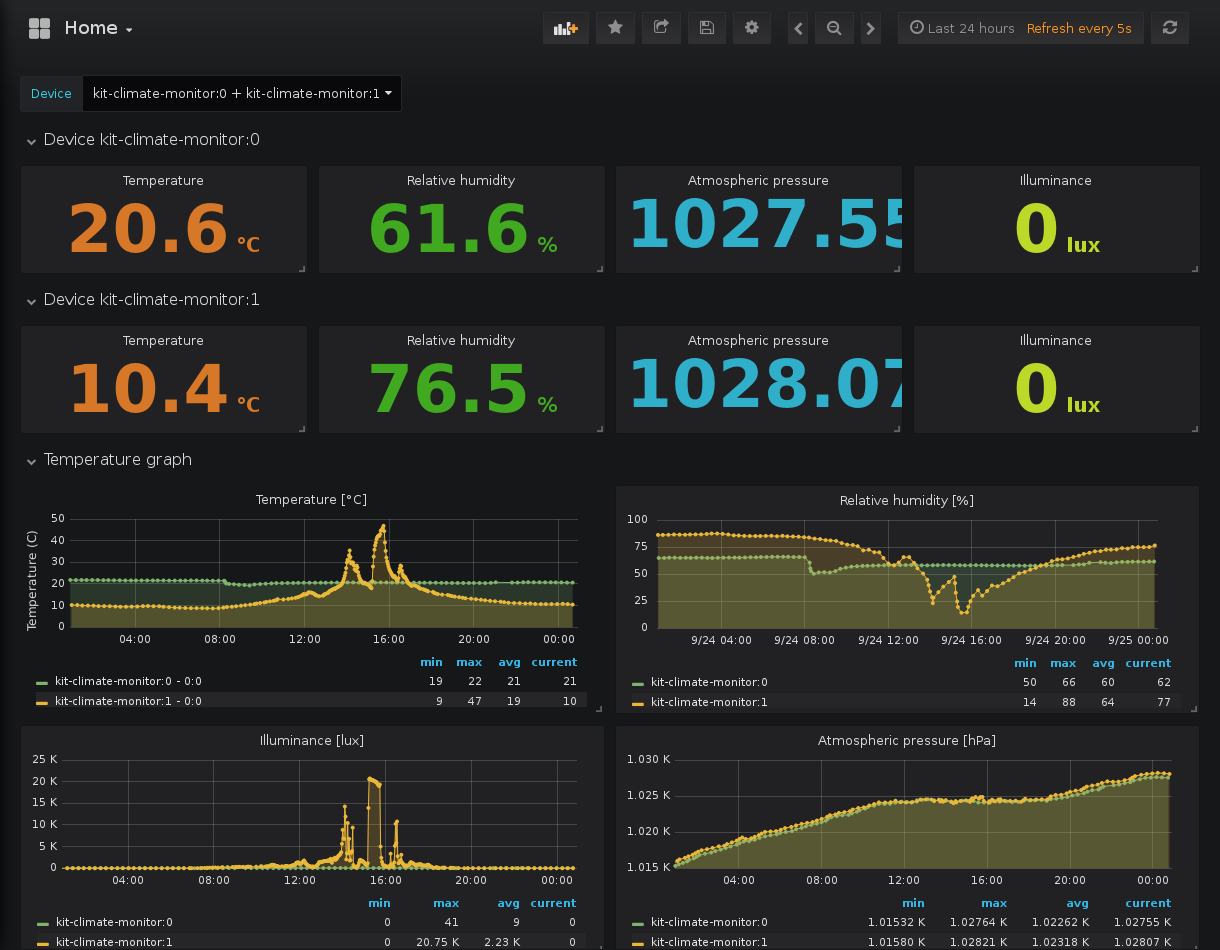 Home
Last 24 hours Refresh every 5s
Device kit-climate-monitor:0 + kit-climate-monitor:1
Device kit-climate-monitor:0
Temperature Relative humidity Atmospheric pressure Illuminance
20.6 °C 61.6 % 1027.55 0 lux
Device kit-climate-monitor:1
Temperature Relative humidity Atmospheric pressure Illuminance
10.4 °C 76.5 % 1028.07 0 lux
Temperature graph
Temperature [°C]
Temperature (C)
50
40
30
20
10
0
04:00 08:00 12:00 16:00 20:00 00:00
min max avg current
kit-climate-monitor:0 - 0:0 19 22 21 21
kit-climate-monitor:1 - 0:0 9 47 19 10
Relative humidity [%]
100
75
50
25
0
9/24 04:00 9/24 08:00 9/24 12:00 9/24 16:00 9/24 20:00 9/25 00:00
min max avg current
kit-climate-monitor:0 50 66 60 62
kit-climate-monitor:1 14 88 64 77
Illuminance [lux]
25 K
20 K
15 K
10 K
5 K
0
04:00 08:00 12:00 16:00 20:00 00:00
min max avg current
kit-climate-monitor:0 0 41 9 0
kit-climate-monitor:1 0 20.75 K 2.23 K 0
Atmospheric pressure [hPa]
1.030 K
1.025 K
1.020 K
1.015 K
04:00 08:00 12:00 16:00 20:00 00:00
min max avg current
kit-climate-monitor:0 1.01532 K 1.02764 K 1.02262 K 1.02755 K
kit-climate-monitor:1 1.01580 K 1.02821 K 1.02318 K 1.02807 K